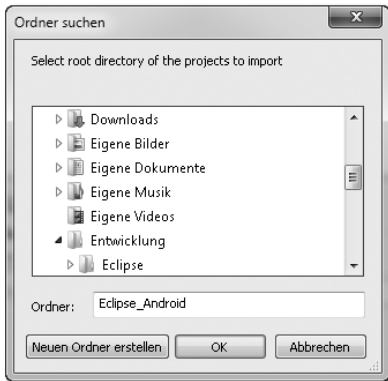 Ordner suchen
Select root directory of the projects to import
Downloads
Eigene Bilder
Eigene Dokumente
Eigene Musik
Eigene Videos
Entwicklung
Eclipse
Ordner: Eclipse_Android
Neuen Ordner erstellen OK Abbrechen